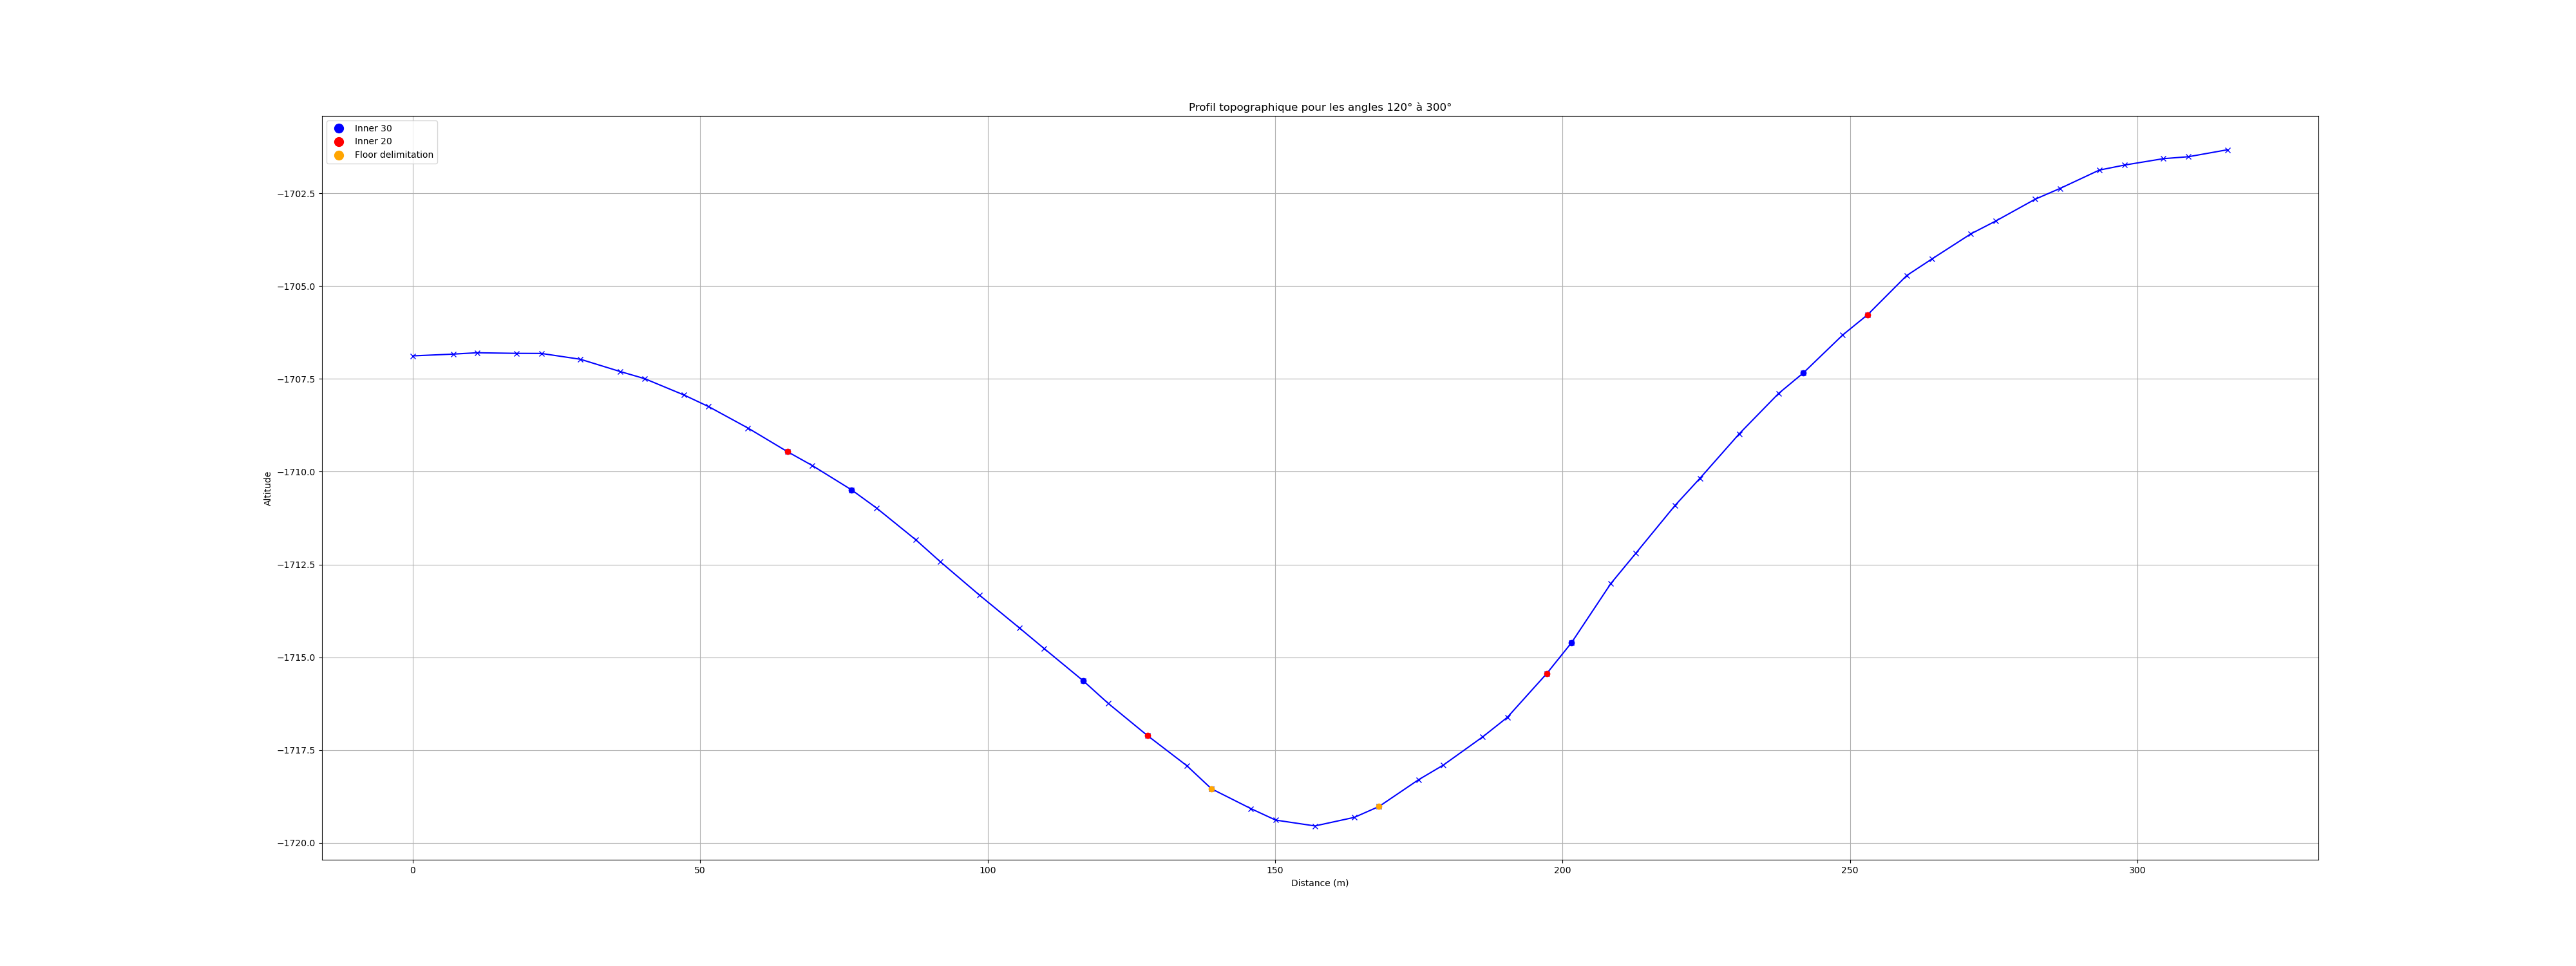 Profil topographique pour les angles 120° à 300°
Inner 30
Inner 20
Floor delimitation
−1702.5
−1705.0
−1707.5
−1710.0
−1712.5
−1715.0
−1717.5
−1720.0
Altitude
0 50 100 150 200 250 300
Distance (m)